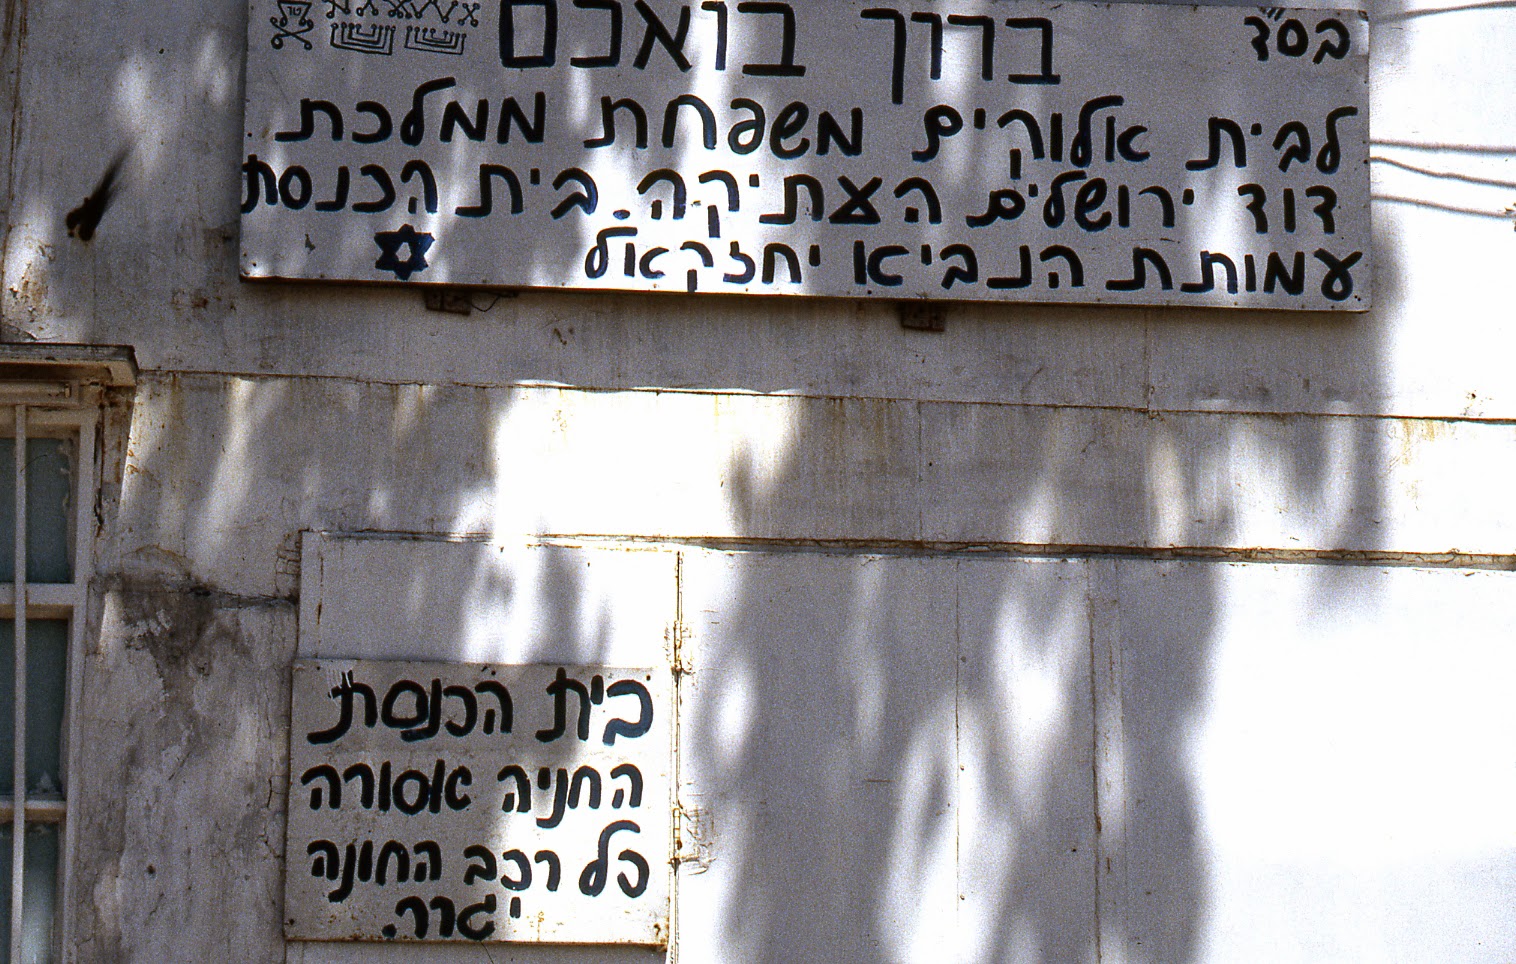 בס"ד
ברוך בואכם
לבית אלוהים משפחת ממלכת
דוד ירושלים העתיקה. בית הכנסת
עמותת הנביא יחזקאל
בית הכנסת
החניה אסורה
כל רכב החונה
יגרר.